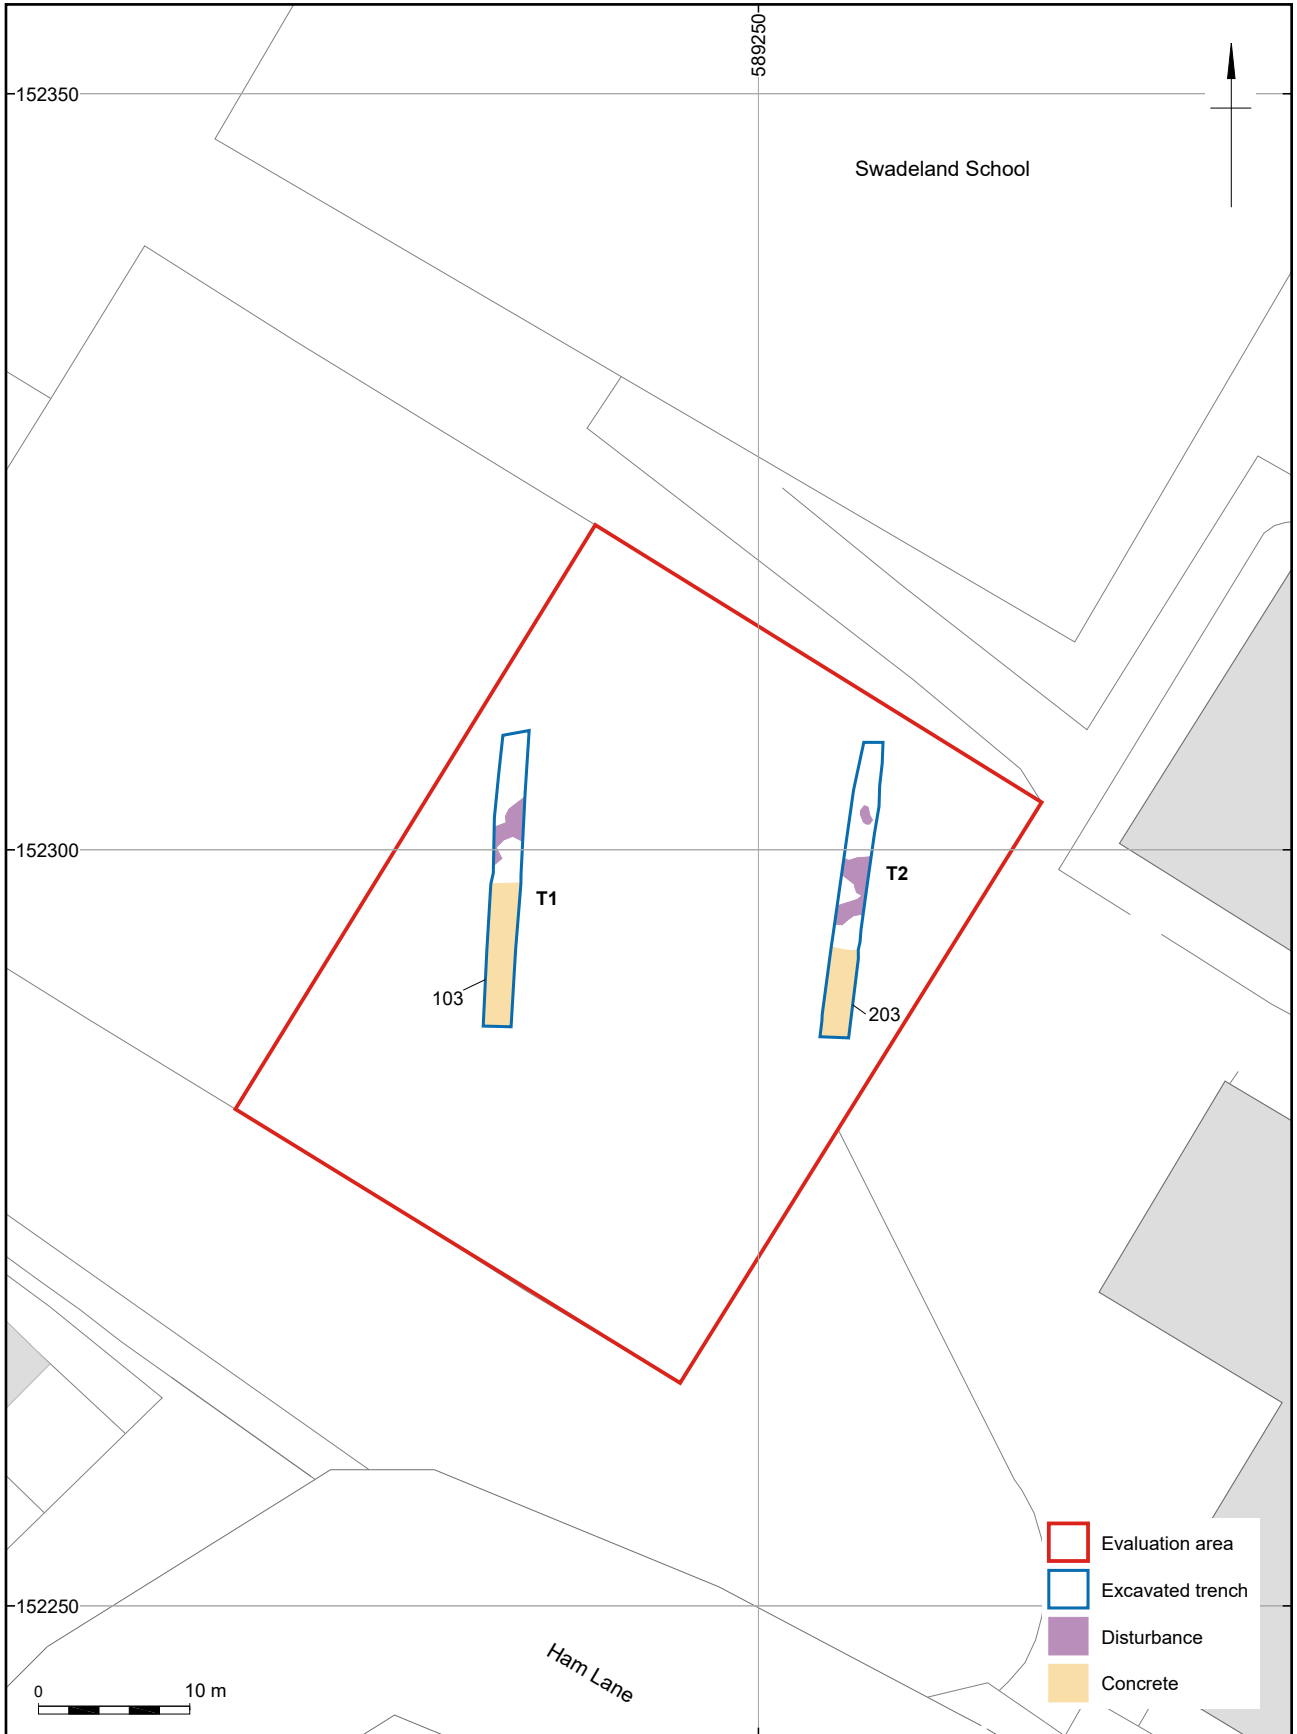 589250
152350
Swadeland School
152300
T1
T2
103
203
152250
Ham Lane
0 10 m
Evaluation area
Excavated trench
Disturbance
Concrete